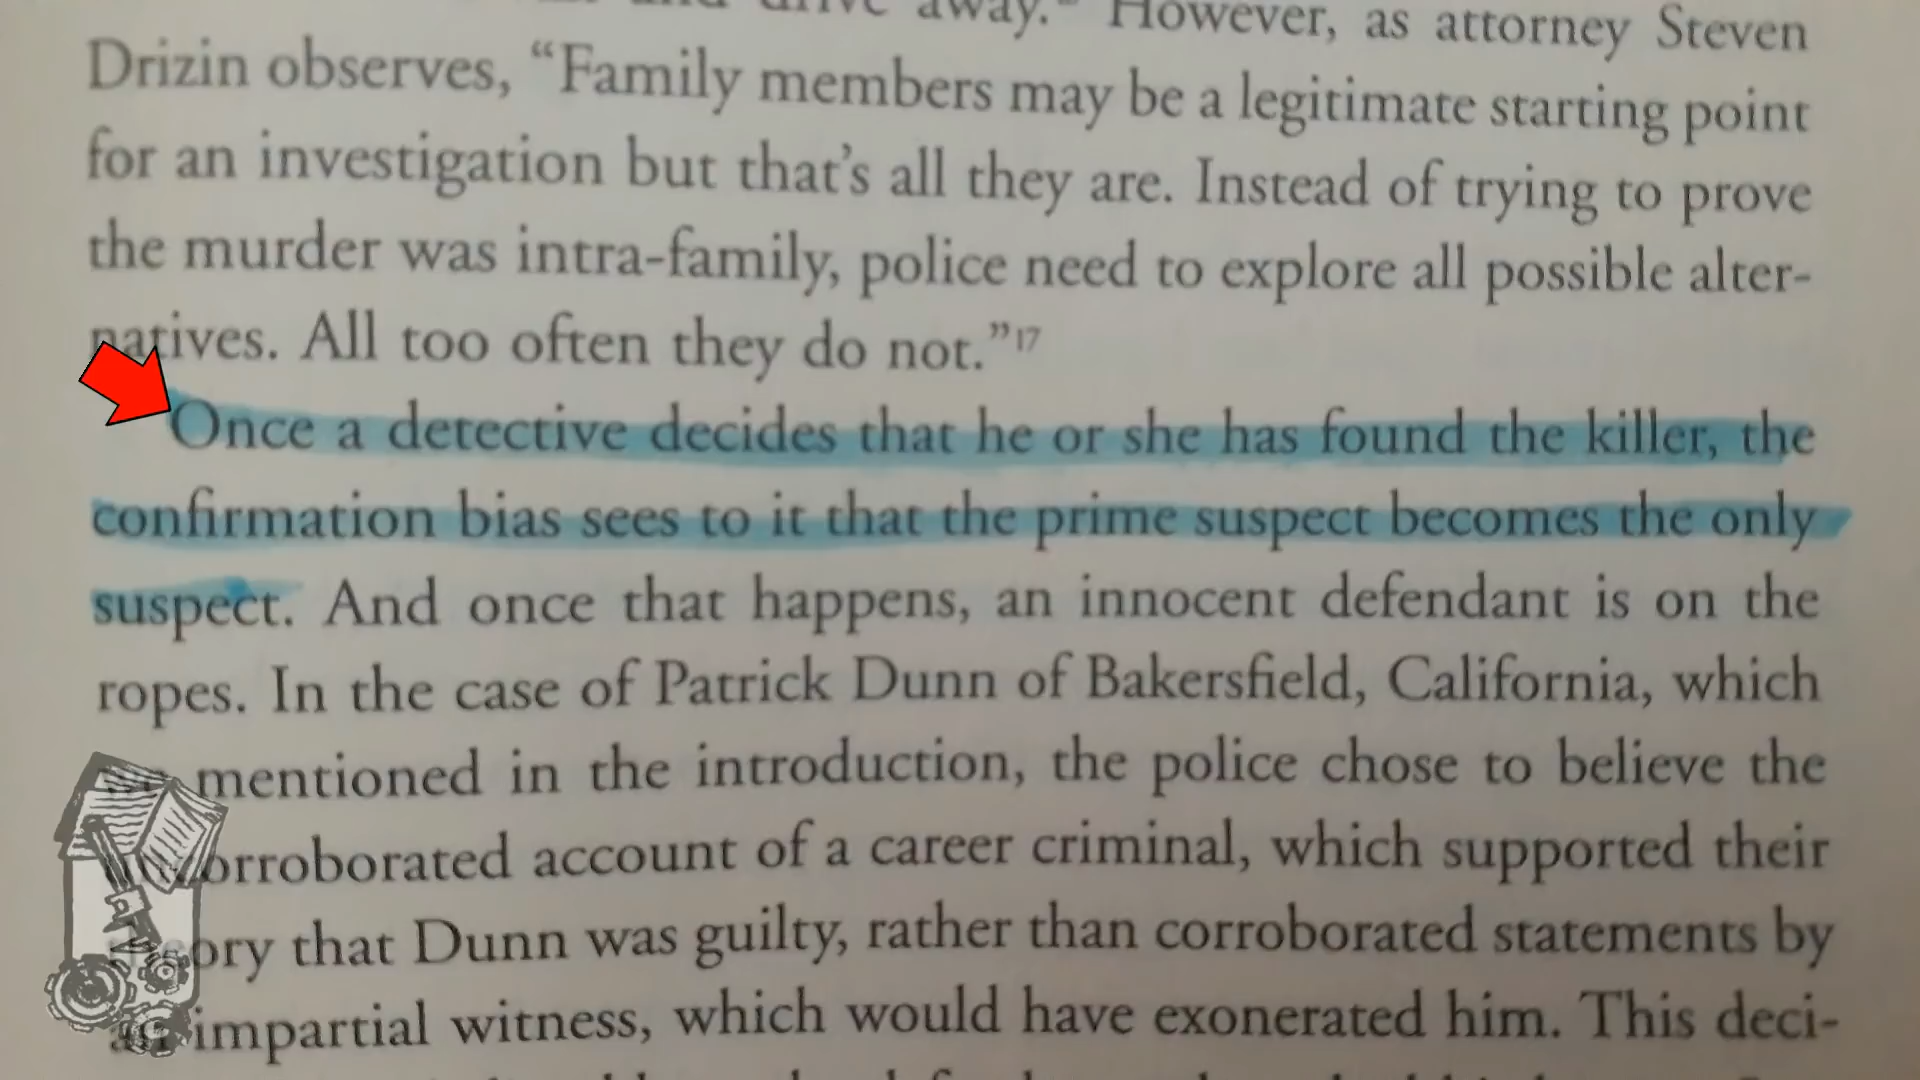 drive away." However, as attorney Steven
Drizin observes, “Family members may be a legitimate starting point
for an investigation but that’s all they are. Instead of trying to prove
the murder was intra-family, police need to explore all possible alter-
natives. All too often they do not.”17
Once a detective decides that he or she has found the killer, the
confirmation bias sees to it that the prime suspect becomes the only
suspect. And once that happens, an innocent defendant is on the
ropes. In the case of Patrick Dunn of Bakersfield, California, which
mentioned in the introduction, the police chose to believe the
account of a career criminal, which supported their
that Dunn was guilty, rather than corroborated statements by
impartial witness, which would have exonerated him. This deci-